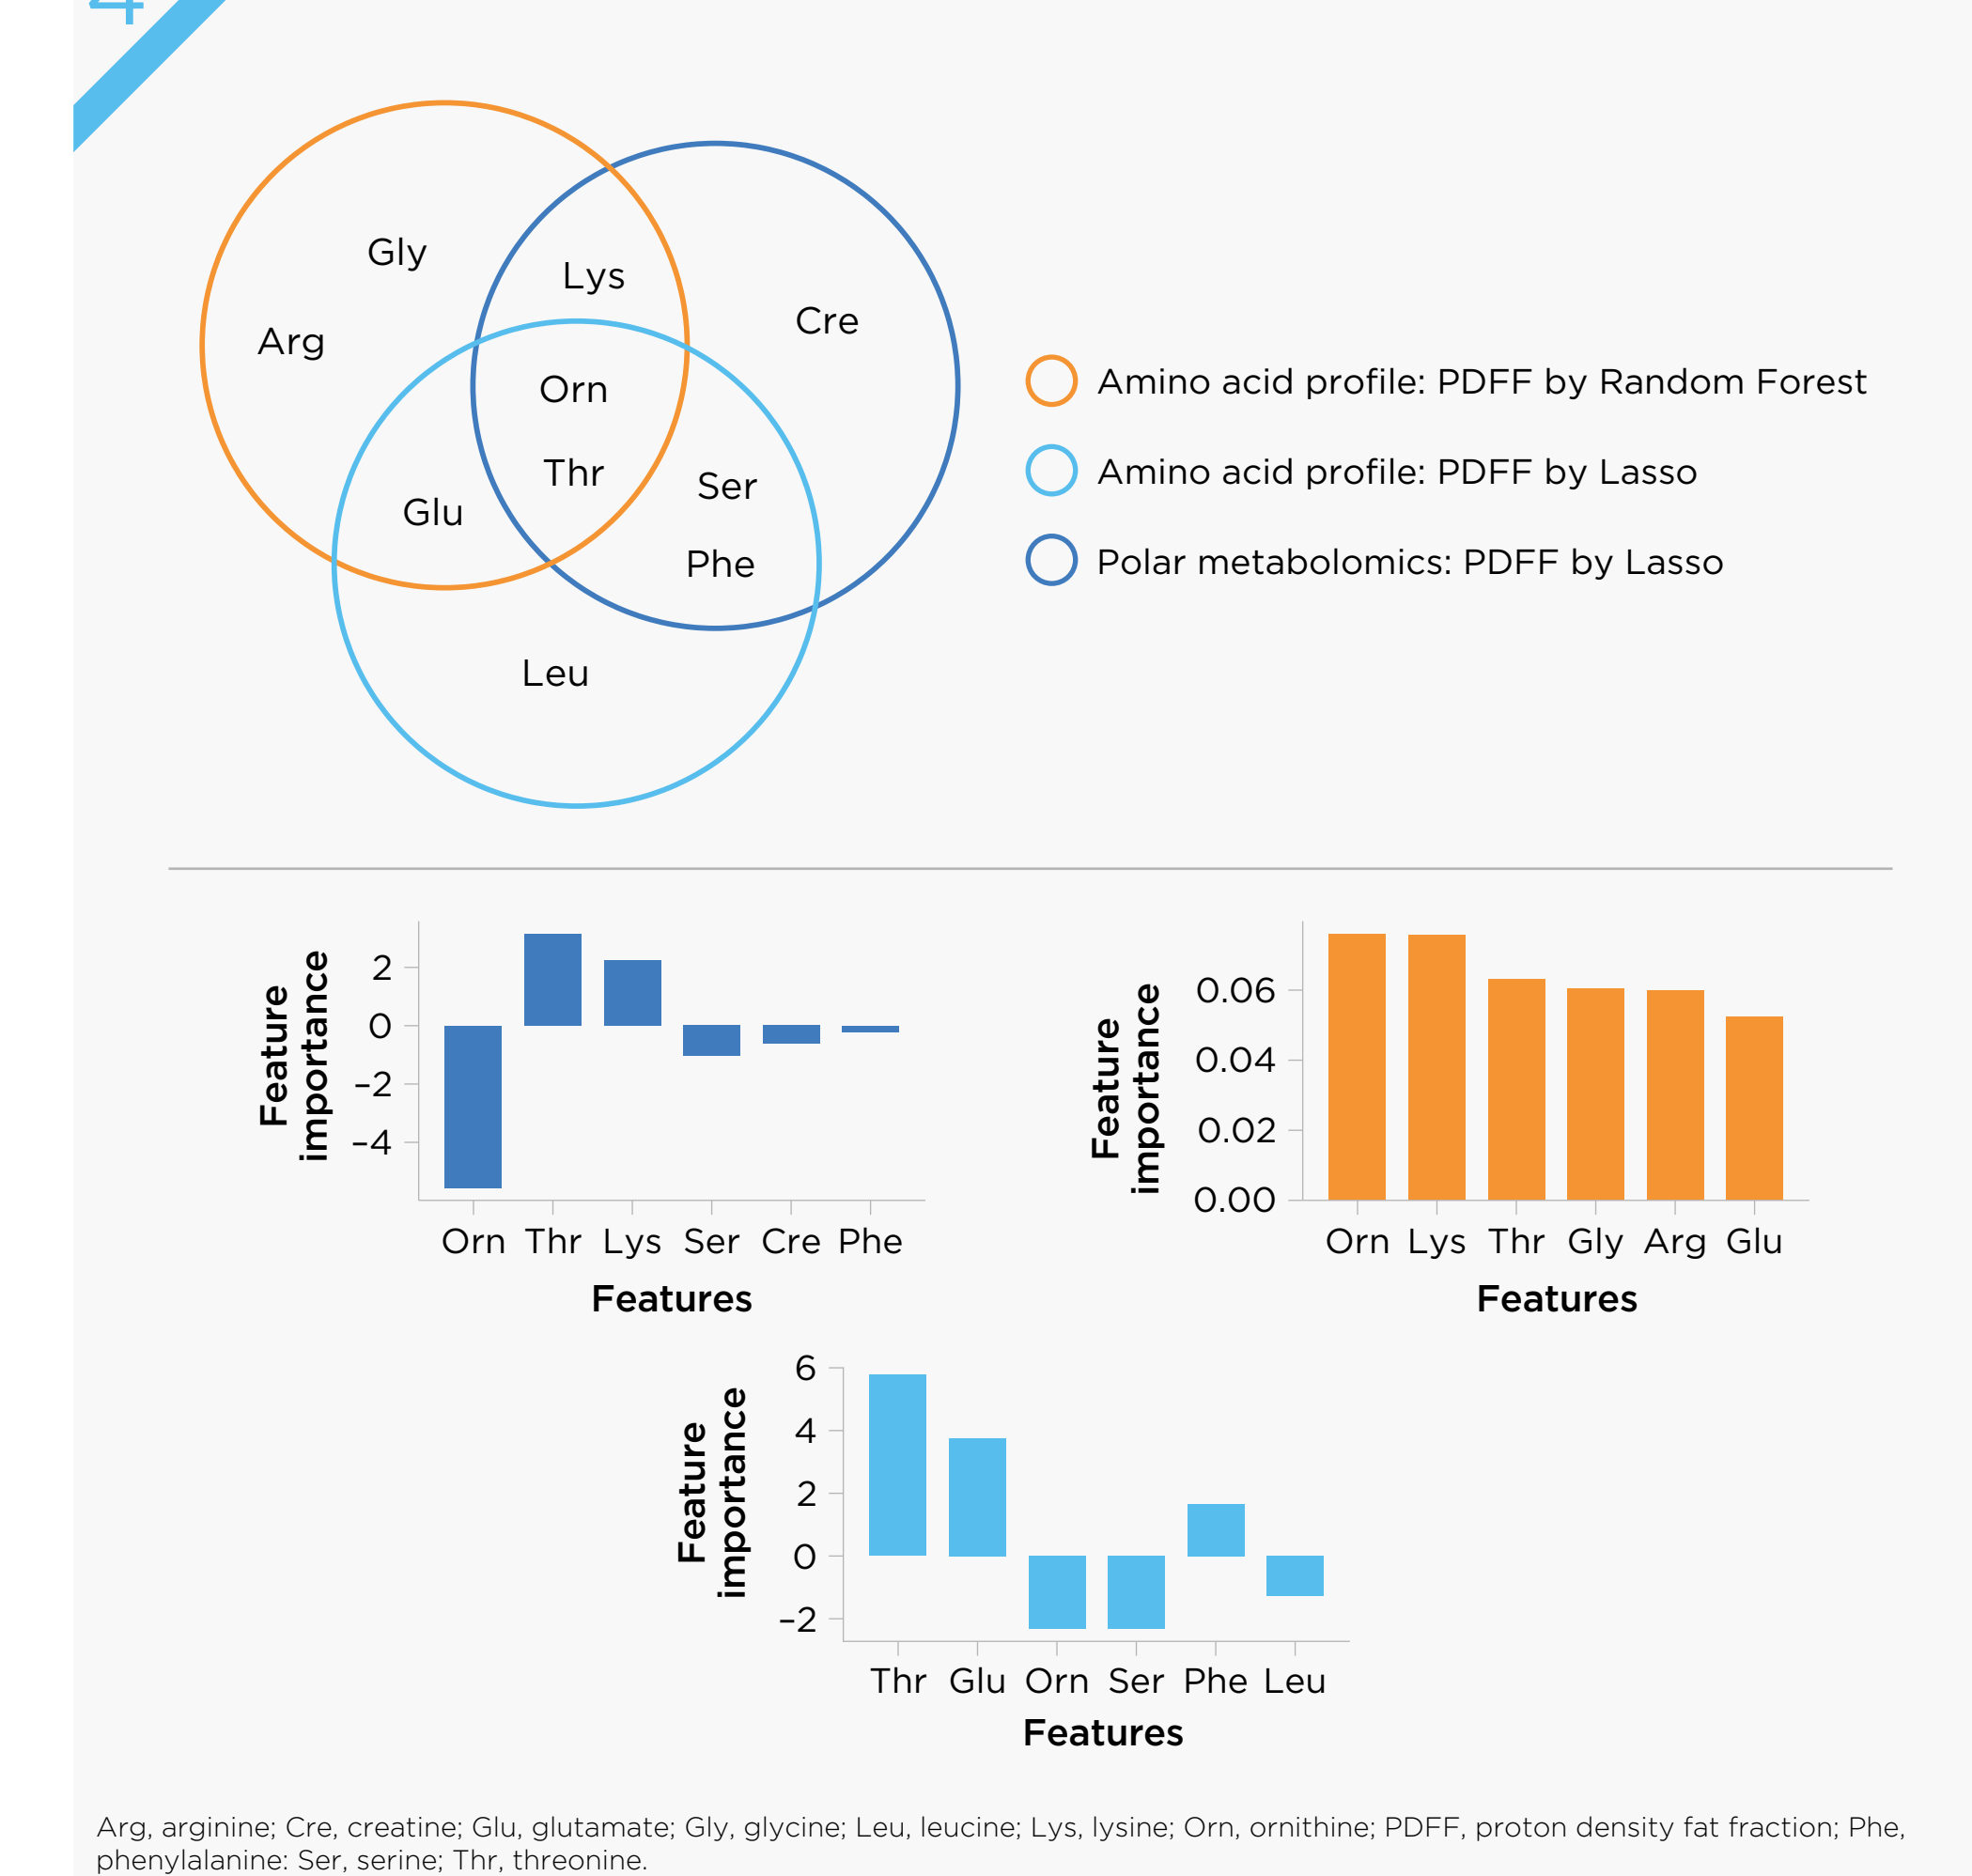 4
Gly
Lys
Cre
Arg
Orn
Thr
Ser
Glu
Phe
Leu
Amino acid profile: PDFF by Random Forest
Amino acid profile: PDFF by Lasso
Polar metabolomics: PDFF by Lasso
Feature
importance
2
0
–2
–4
Orn Thr Lys Ser Cre Phe
Features
Feature
importance
0.06
0.04
0.02
0.00
Orn Lys Thr Gly Arg Glu
Features
Feature
importance
6
4
2
0
–2
Thr Glu Orn Ser Phe Leu
Features
Arg, arginine; Cre, creatine; Glu, glutamate; Gly, glycine; Leu, leucine; Lys, lysine; Orn, ornithine; PDFF, proton density fat fraction; Phe,
phenylalanine: Ser, serine; Thr, threonine.